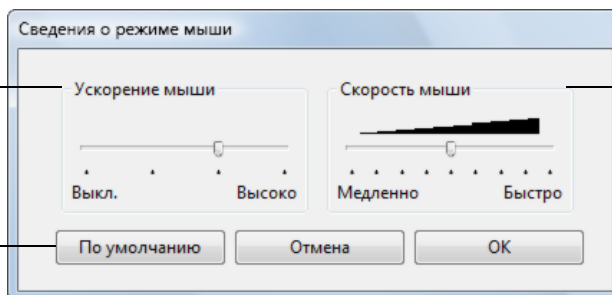 Сведения о режиме мыши
Ускорение мыши
Скорость мыши
Выкл. Высоко
Медленно Быстро
По умолчанию Отмена OK